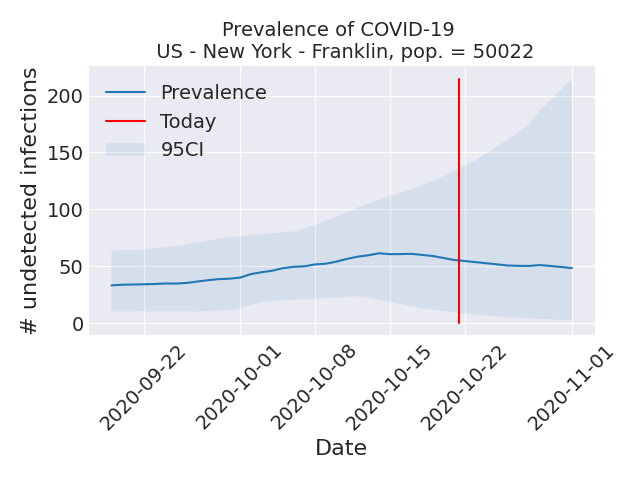 Prevalence of COVID-19
US - New York - Franklin, pop. = 50022
# undetected infections
200
150
100
50
0
Prevalence
Today
95CI
2020-09-22
2020-10-01
2020-10-08
2020-10-15
2020-10-22
2020-11-01
Date